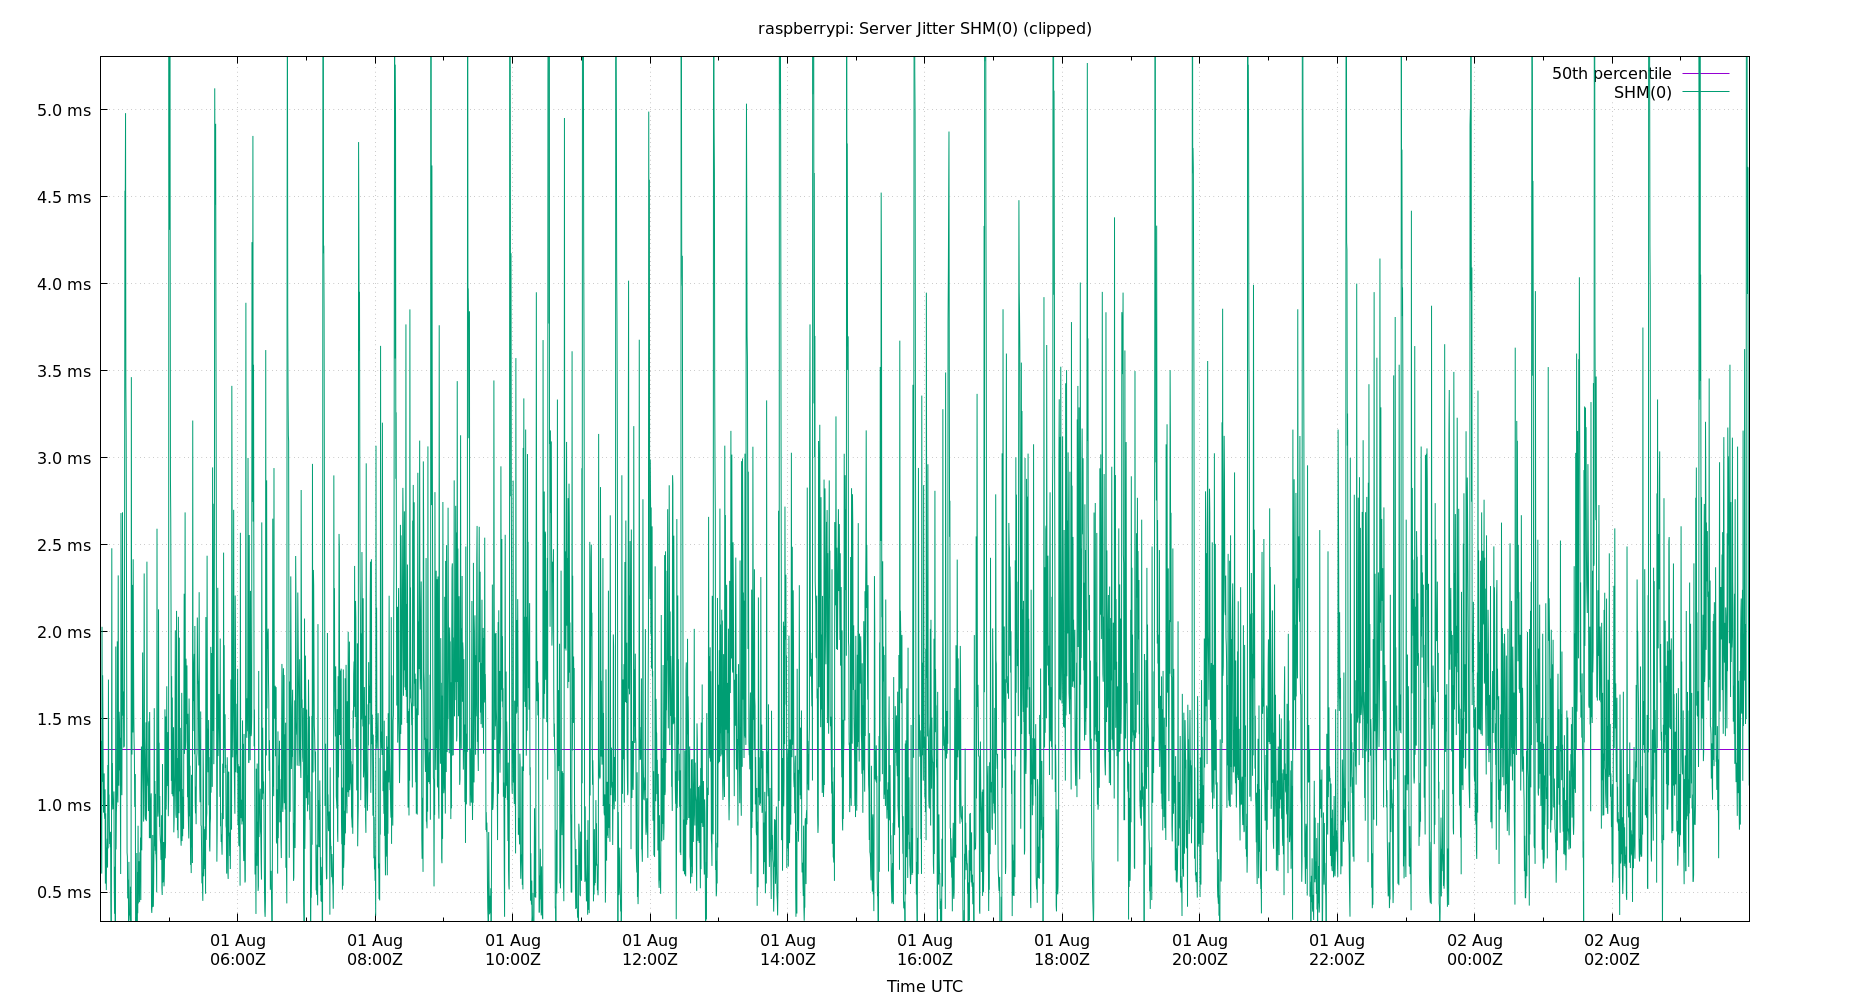 raspberrypi: Server Jitter SHM(0) (clipped)
50th percentile
SHM(0)
5.0 ms
4.5 ms
4.0 ms
3.5 ms
3.0 ms
2.5 ms
2.0 ms
1.5 ms
1.0 ms
0.5 ms
01 Aug 01 Aug 01 Aug 01 Aug 01 Aug 01 Aug 01 Aug 01 Aug 01 Aug 02 Aug 02 Aug
06:00Z 08:00Z 10:00Z 12:00Z 14:00Z 16:00Z 18:00Z 20:00Z 22:00Z 00:00Z 02:00Z
Time UTC